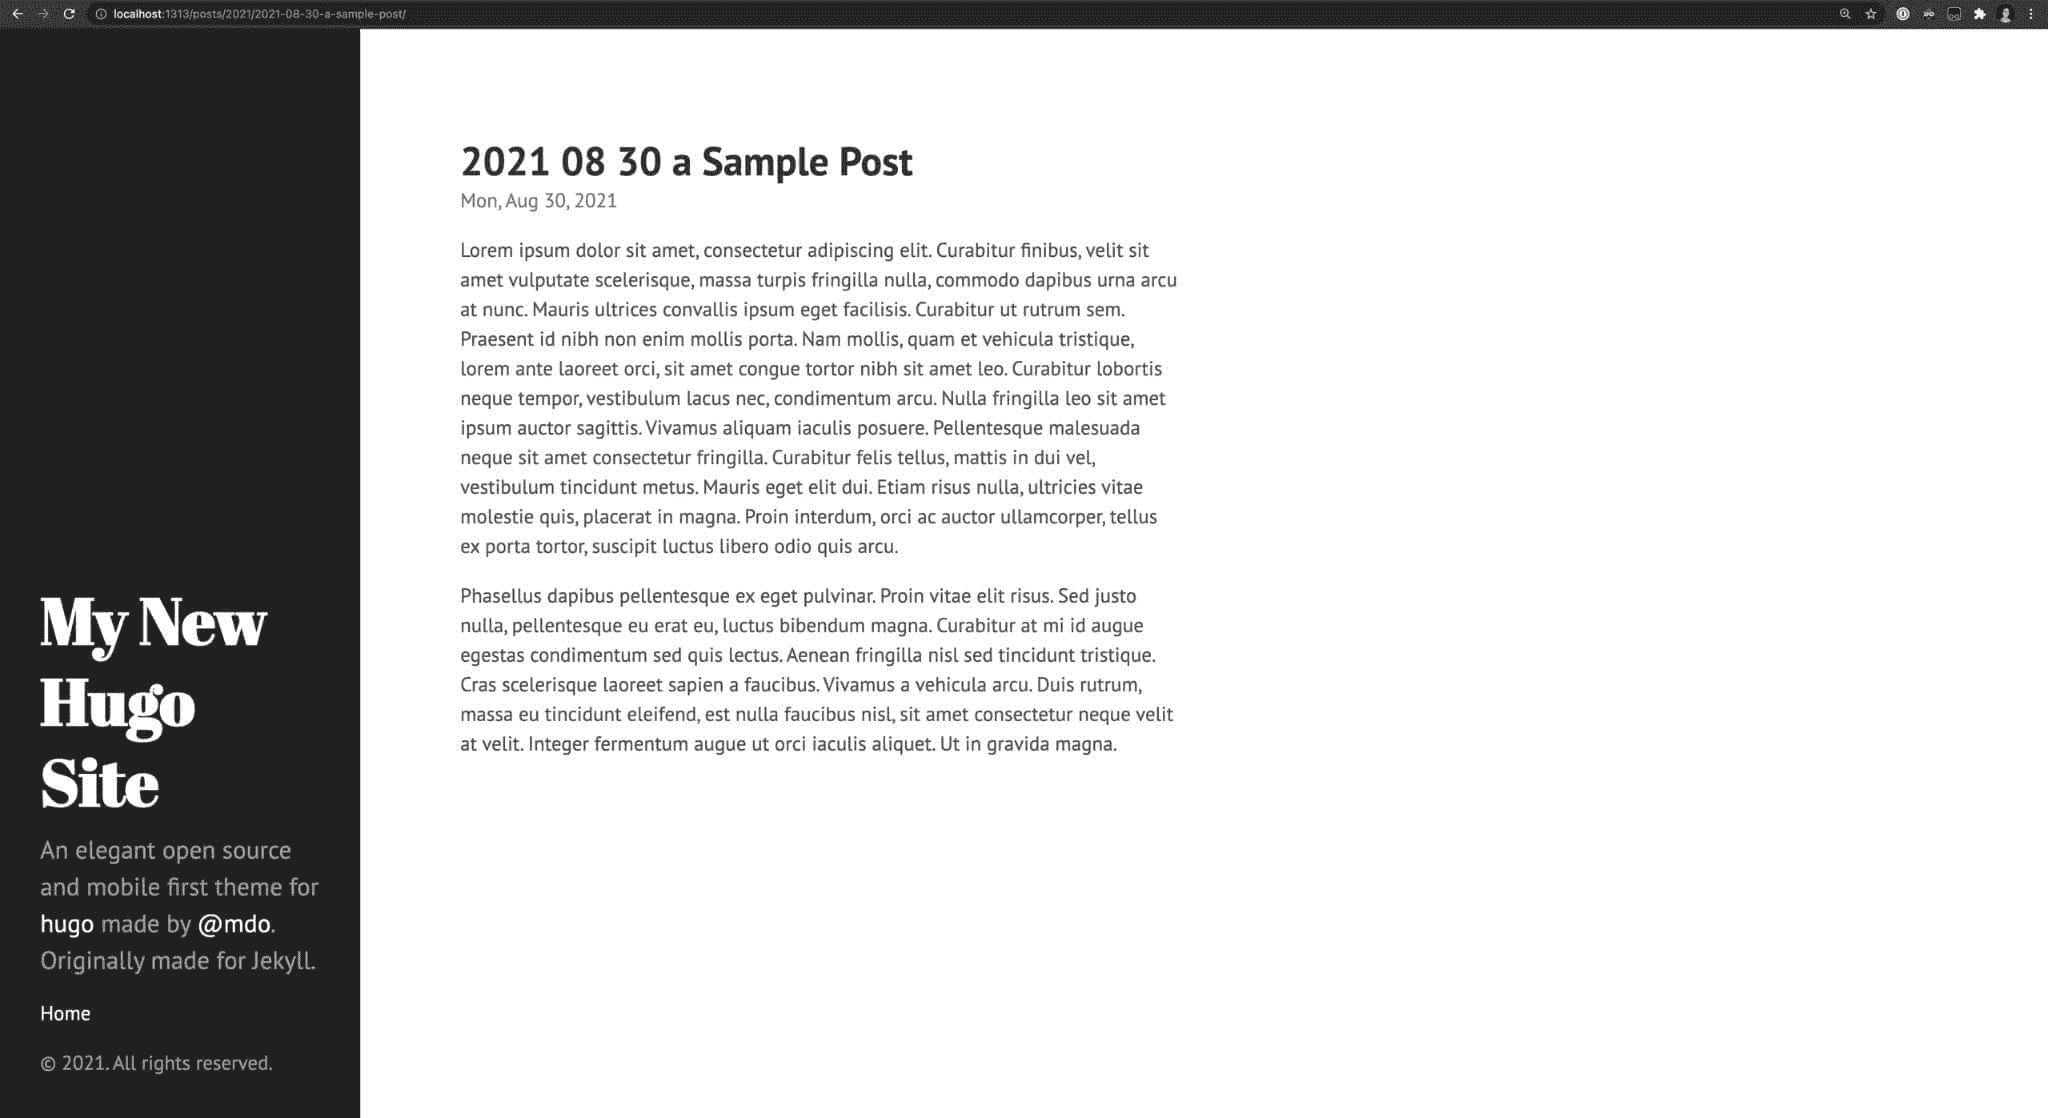 localhost:1313/posts/2021/2021-08-30-a-sample-post/
My New
Hugo
Site
An elegant open source
and mobile first theme for
hugo made by @mdo.
Originally made for Jekyll.
Home
© 2021. All rights reserved.
2021 08 30 a Sample Post
Mon, Aug 30, 2021
Lorem ipsum dolor sit amet, consectetur adipiscing elit. Curabitur finibus, velit sit
amet vulputate scelerisque, massa turpis fringilla nulla, commodo dapibus urna arcu
at nunc. Mauris ultrices convallis ipsum eget facilisis. Curabitur ut rutrum sem.
Praesent id nibh non enim mollis porta. Nam mollis, quam et vehicula tristique,
lorem ante laoreet orci, sit amet congue tortor nibh sit amet leo. Curabitur lobortis
neque tempor, vestibulum lacus nec, condimentum arcu. Nulla fringilla leo sit amet
ipsum auctor sagittis. Vivamus aliquam iaculis posuere. Pellentesque malesuada
neque sit amet consectetur fringilla. Curabitur felis tellus, mattis in dui vel,
vestibulum tincidunt metus. Mauris eget elit dui. Etiam risus nulla, ultricies vitae
molestie quis, placerat in magna. Proin interdum, orci ac auctor ullamcorper, tellus
ex porta tortor, suscipit luctus libero odio quis arcu.
Phasellus dapibus pellentesque ex eget pulvinar. Proin vitae elit risus. Sed justo
nulla, pellentesque eu erat eu, luctus bibendum magna. Curabitur at mi id augue
egestas condimentum sed quis lectus. Aenean fringilla nisl sed tincidunt tristique.
Cras scelerisque laoreet sapien a faucibus. Vivamus a vehicula arcu. Duis rutrum,
massa eu tincidunt eleifend, est nulla faucibus nisl, sit amet consectetur neque velit
at velit. Integer fermentum augue ut orci iaculis aliquet. Ut in gravida magna.